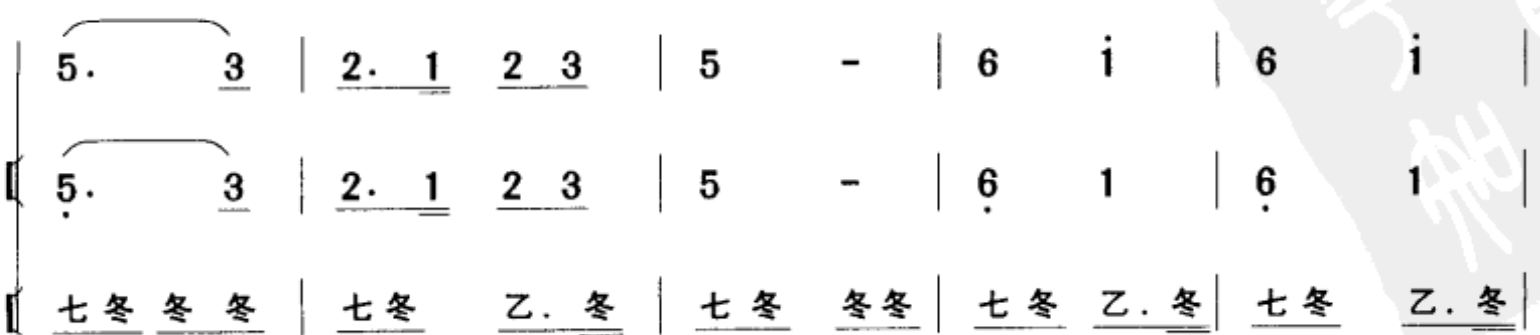 5. 3 | 2. 1 2 3 | 5 - | 6 i | 6 i |
5. 3 | 2. 1 2 3 | 5 - | 6 1 | 6 1 |
七冬 冬冬 | 七冬 乙.冬 | 七冬 冬冬 | 七冬 乙.冬 | 七冬 乙.冬